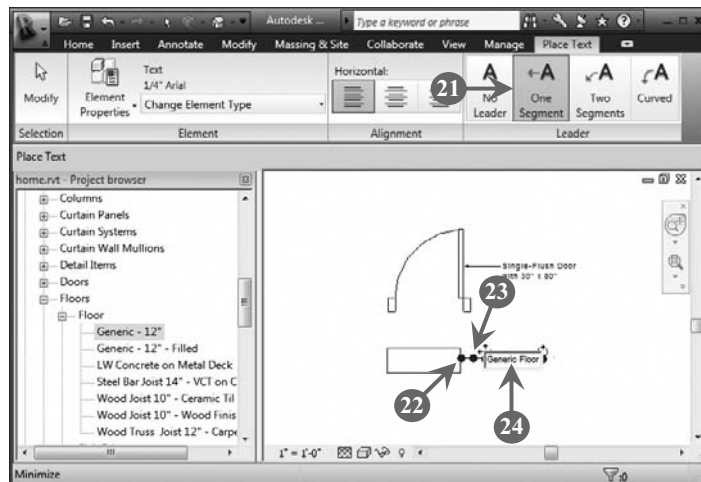 Autodesk ...
Type a keyword or phrase
Home Insert Annotate Modify Massing & Site Collaborate View Manage Place Text
Modify
Element
Properties
Text
1/4" Arial
Change Element Type
Horizontal:
21
No
Leader
One
Segment
Two
Segments
Curved
Selection
Element
Alignment
Leader
Place Text
home.rvt - Project browser
Columns
Curtain Panels
Curtain Systems
Curtain Wall Mullions
Detail Items
Doors
Floors
Floor
Generic - 12"
Generic - 12" - Filled
LW Concrete on Metal Deck
Steel Bar Joist 14" - VCT on C
Wood Joist 10" - Ceramic Til
Wood Joist 10" - Wood Finis
Wood Truss Joist 12" - Carpe
Single-Flush Door
with 30" x 80"
23
Generic Floor
22
24
1" = 1'-0"
Minimize
:0